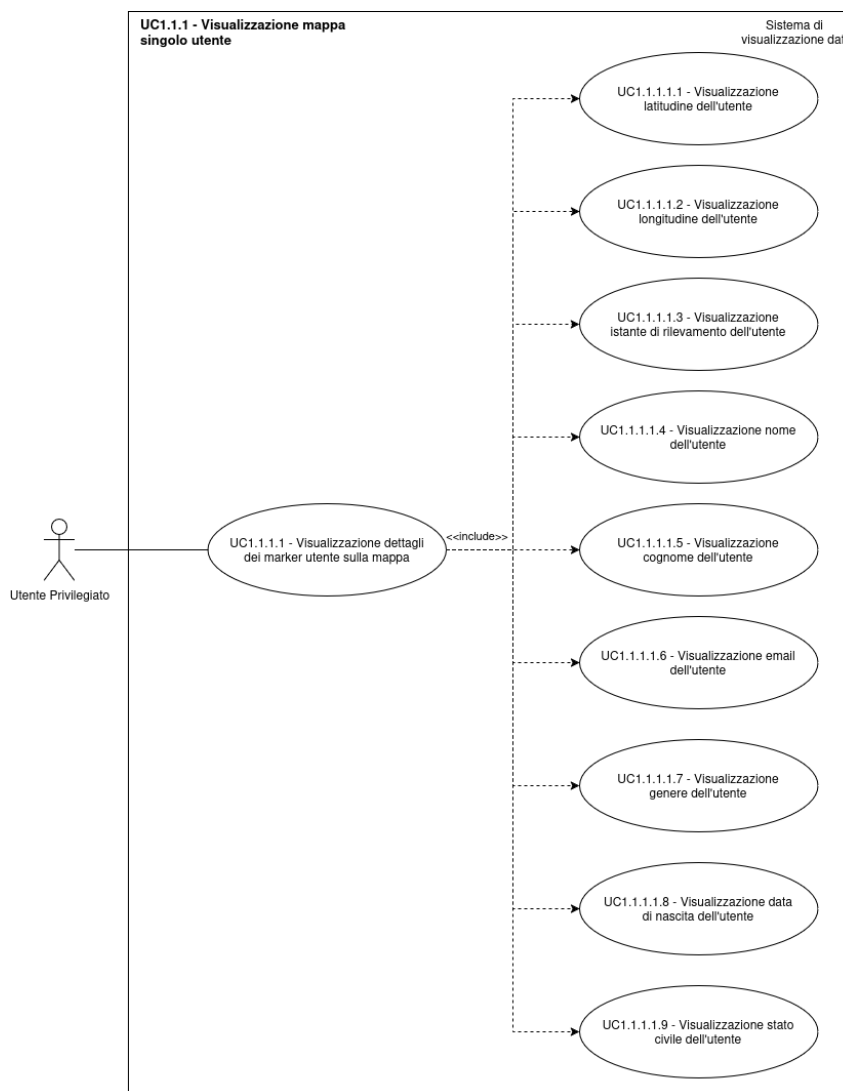 UC1.1.1 - Visualizzazione mappa
singolo utente
Sistema di
visualizzazione dat
UC1.1.1.1.1 - Visualizzazione
latitudine dell'utente
UC1.1.1.1.2 - Visualizzazione
longitudine dell'utente
UC1.1.1.1.3 - Visualizzazione
istante di rilevamento dell'utente
UC1.1.1.1.4 - Visualizzazione nome
dell'utente
Utente Privilegiato
UC1.1.1.1 - Visualizzazione dettagli
dei marker utente sulla mappa
<<include>>
UC1.1.1.1.5 - Visualizzazione
cognome dell'utente
UC1.1.1.1.6 - Visualizzazione email
dell'utente
UC1.1.1.1.7 - Visualizzazione
genere dell'utente
UC1.1.1.1.8 - Visualizzazione data
di nascita dell'utente
UC1.1.1.1.9 - Visualizzazione stato
civile dell'utente